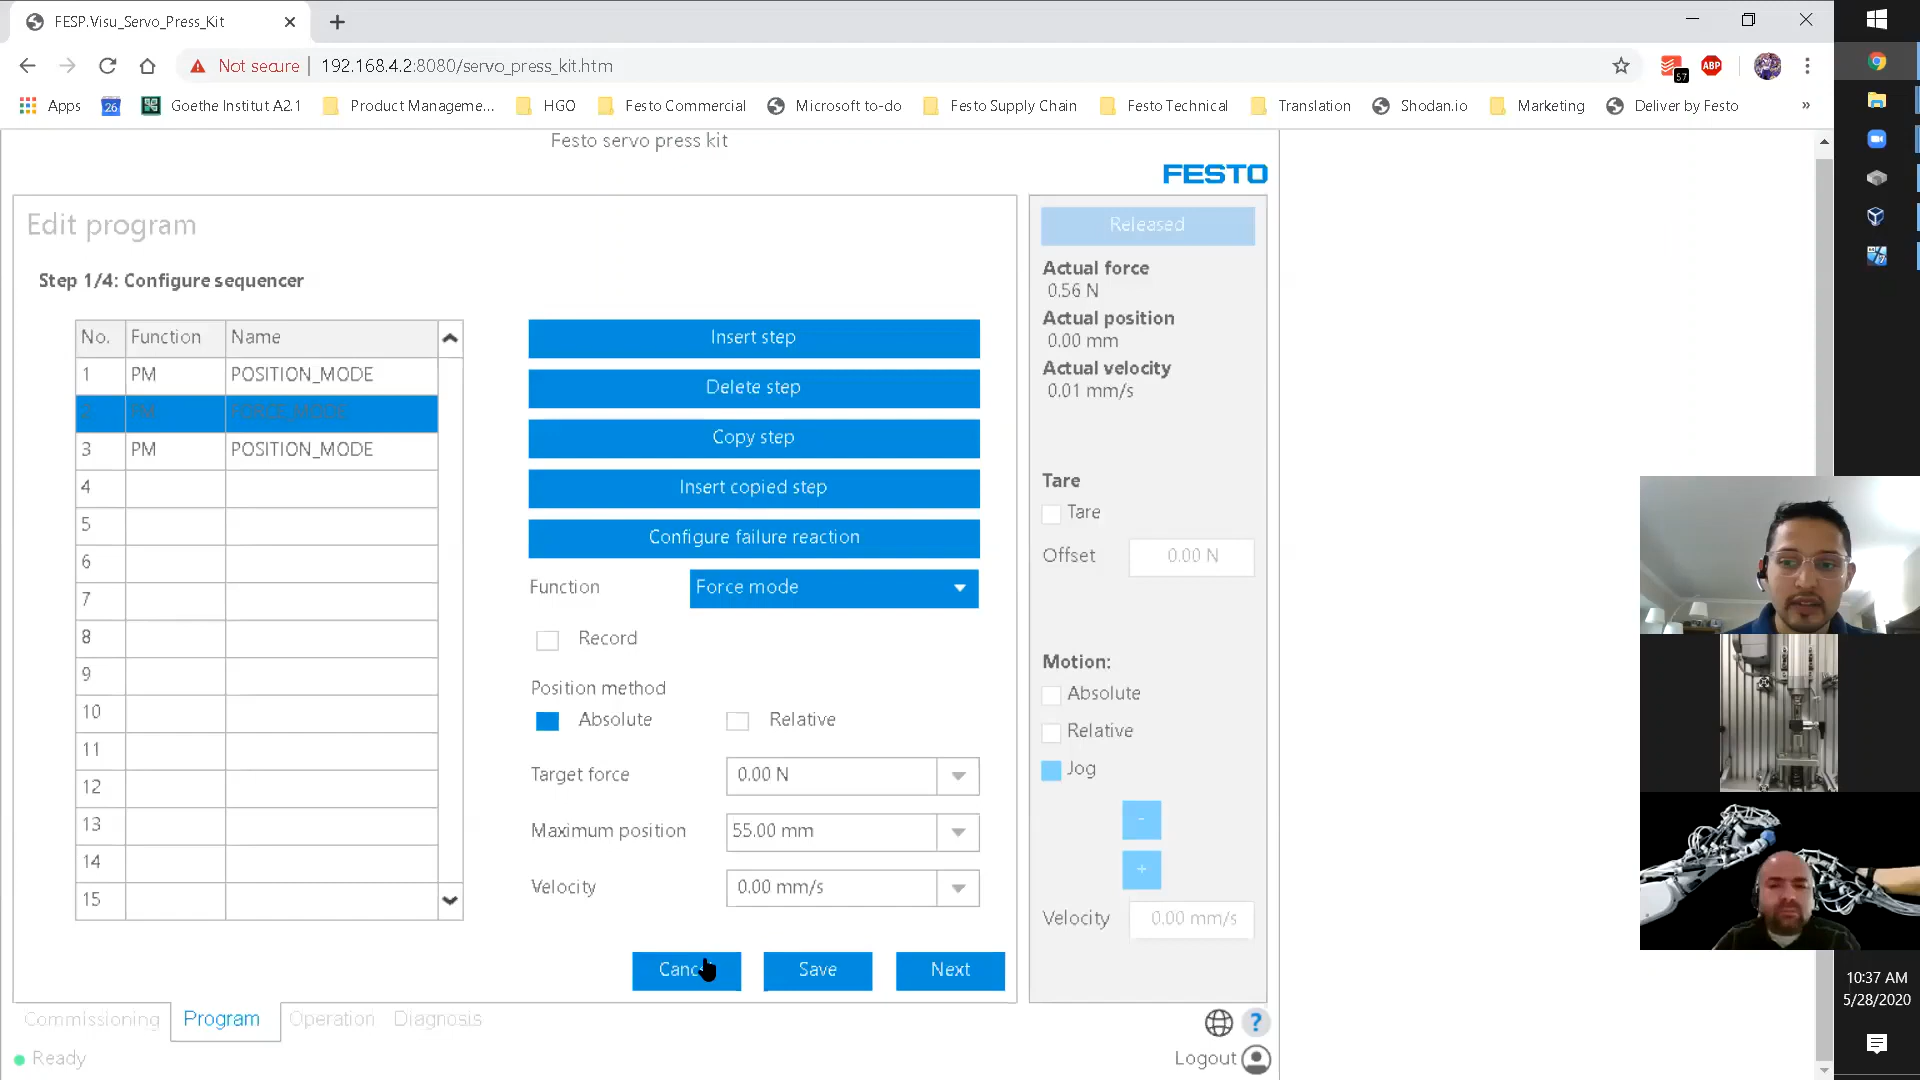 FESP.Visu_Servo_Press_Kit
Not secure
192.168.4.2:8080/servo_press_kit.htm
57
ABP
Apps
26
Goethe Institut A2.1
Product Manageme...
HGO
Festo Commercial
Microsoft to-do
Festo Supply Chain
Festo Technical
Translation
Shodan.io
Marketing
Deliver by Festo
»
Festo servo press kit
FESTO
Edit program
Step 1/4: Configure sequencer
No. Function Name
1 PM POSITION_MODE
2 FM FORCE_MODE
3 PM POSITION_MODE
4
5
6
7
8
9
10
11
12
13
14
15
Insert step
Delete step
Copy step
Insert copied step
Configure failure reaction
Function Force mode
Record
Position method
Absolute Relative
Target force 0.00 N
Maximum position 55.00 mm
Velocity 0.00 mm/s
Save
Next
Released
Actual force
0.56 N
Actual position
0.00 mm
Actual velocity
0.01 mm/s
Tare
Tare
Offset 0.00 N
Motion:
Absolute
Relative
Jog
-
+
Velocity 0.00 mm/s
Commissioning Program Operation Diagnosis
?
Ready
Logout
10:37 AM
5/28/2020